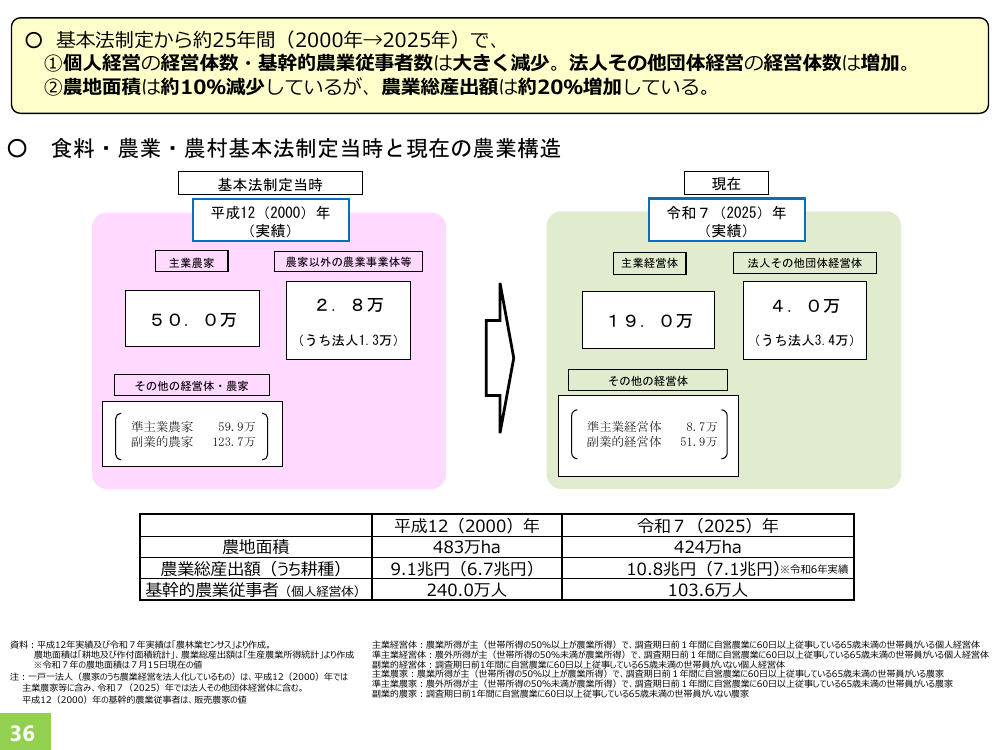 ○ 基本法制定から約25年間（2000年→2025年）で、
①個人経営の経営体数・基幹的農業従事者数は大きく減少。法人その他団体経営の経営体数は増加。
②農地面積は約10%減少しているが、農業総産出額は約20%増加している。
○ 食料・農業・農村基本法制定当時と現在の農業構造
基本法制定当時
平成12（2000）年
（実績）
主業農家
農家以外の農業事業体等
５０．０万
２．８万
（うち法人1.3万）
その他の経営体・農家
準主業農家 59.9万
副業的農家 123.7万
現在
令和７（2025）年
（実績）
主業経営体
法人その他団体経営体
１９．０万
４．０万
（うち法人3.4万）
その他の経営体
準主業経営体 8.7万
副業的経営体 51.9万
平成12（2000）年 令和７（2025）年
農地面積 483万ha 424万ha
農業総産出額（うち耕種） 9.1兆円（6.7兆円） 10.8兆円（7.1兆円）※令和6年実績
基幹的農業従事者（個人経営体） 240.0万人 103.6万人
資料：平成12年実績及び令和７年実績は「農林業センサス」より作成。
農地面積は「耕地及び作付面積統計」、農業総産出額は「生産農業所得統計」より作成
※令和７年の農地面積は７月15日現在の値
注：一戸一法人（農家のうち農業経営を法人化しているもの）は、平成12（2000）年では
主業農家等に含み、令和７（2025）年では法人その他団体経営体に含む。
平成12（2000）年の基幹的農業従事者は、販売農家の値
主業経営体：農業所得が主（世帯所得の50%以上が農業所得）で、調査期日前１年間に自営農業に60日以上従事している65歳未満の世帯員がいる個人経営体
準主業経営体：農外所得が主（世帯所得の50%未満が農業所得）で、調査期日前１年間に自営農業に60日以上従事している65歳未満の世帯員がいる個人経営体
副業的経営体：調査期日前1年間に自営農業に60日以上従事している65歳未満の世帯員がいない個人経営体
主業農家：農業所得が主（世帯所得の50%以上が農業所得）で、調査期日前１年間に自営農業に60日以上従事している65歳未満の世帯員がいる農家
準主業農家：農外所得が主（世帯所得の50%未満が農業所得）で、調査期日前１年間に自営農業に60日以上従事している65歳未満の世帯員がいる農家
副業的農家：調査期日前1年間に自営農業に60日以上従事している65歳未満の世帯員がいない農家
36